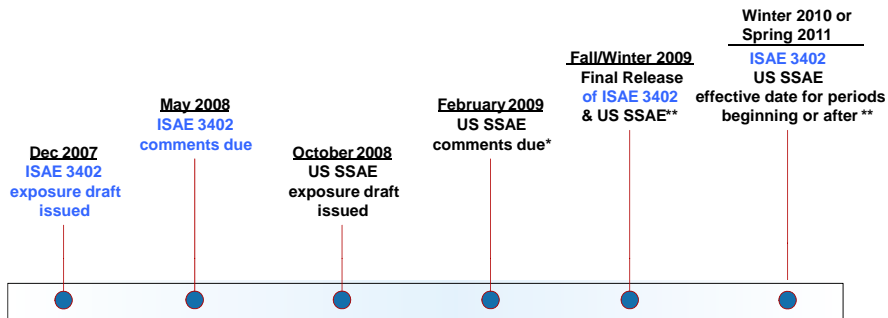 Dec 2007
ISAE 3402
exposure draft
issued
May 2008
ISAE 3402
comments due
October 2008
US SSAE
exposure draft
issued
February 2009
US SSAE
comments due*
Fall/Winter 2009
Final Release
of ISAE 3402
& US SSAE**
Winter 2010 or
Spring 2011
ISAE 3402
US SSAE
effective date for periods
beginning or after **